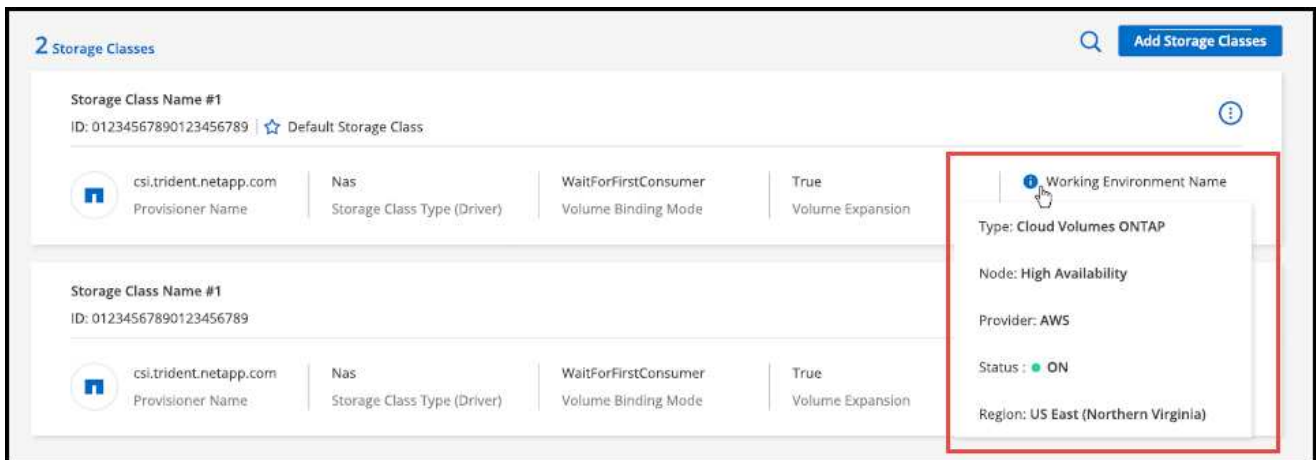 2 Storage Classes
Add Storage Classes
Storage Class Name #1
ID: 01234567890123456789 Default Storage Class
csi.trident.netapp.com Nas WaitForFirstConsumer True Working Environment Name
Provisioner Name Storage Class Type (Driver) Volume Binding Mode Volume Expansion
Type: Cloud Volumes ONTAP
Node: High Availability
Provider: AWS
Status : ON
Region: US East (Northern Virginia)
Storage Class Name #1
ID: 01234567890123456789
csi.trident.netapp.com Nas WaitForFirstConsumer True
Provisioner Name Storage Class Type (Driver) Volume Binding Mode Volume Expansion